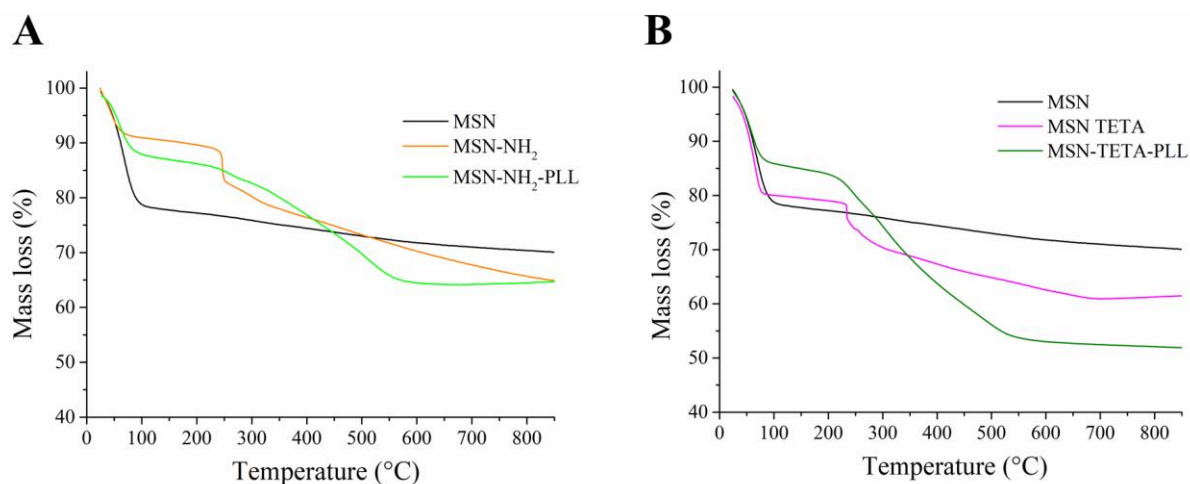 A
Mass loss (%)
100
90
80
70
60
50
40
MSN
MSN-NH₂
MSN-NH₂-PLL
0 100 200 300 400 500 600 700 800
Temperature (°C)
B
Mass loss (%)
100
90
80
70
60
50
40
MSN
MSN TETA
MSN-TETA-PLL
0 100 200 300 400 500 600 700 800
Temperature (°C)